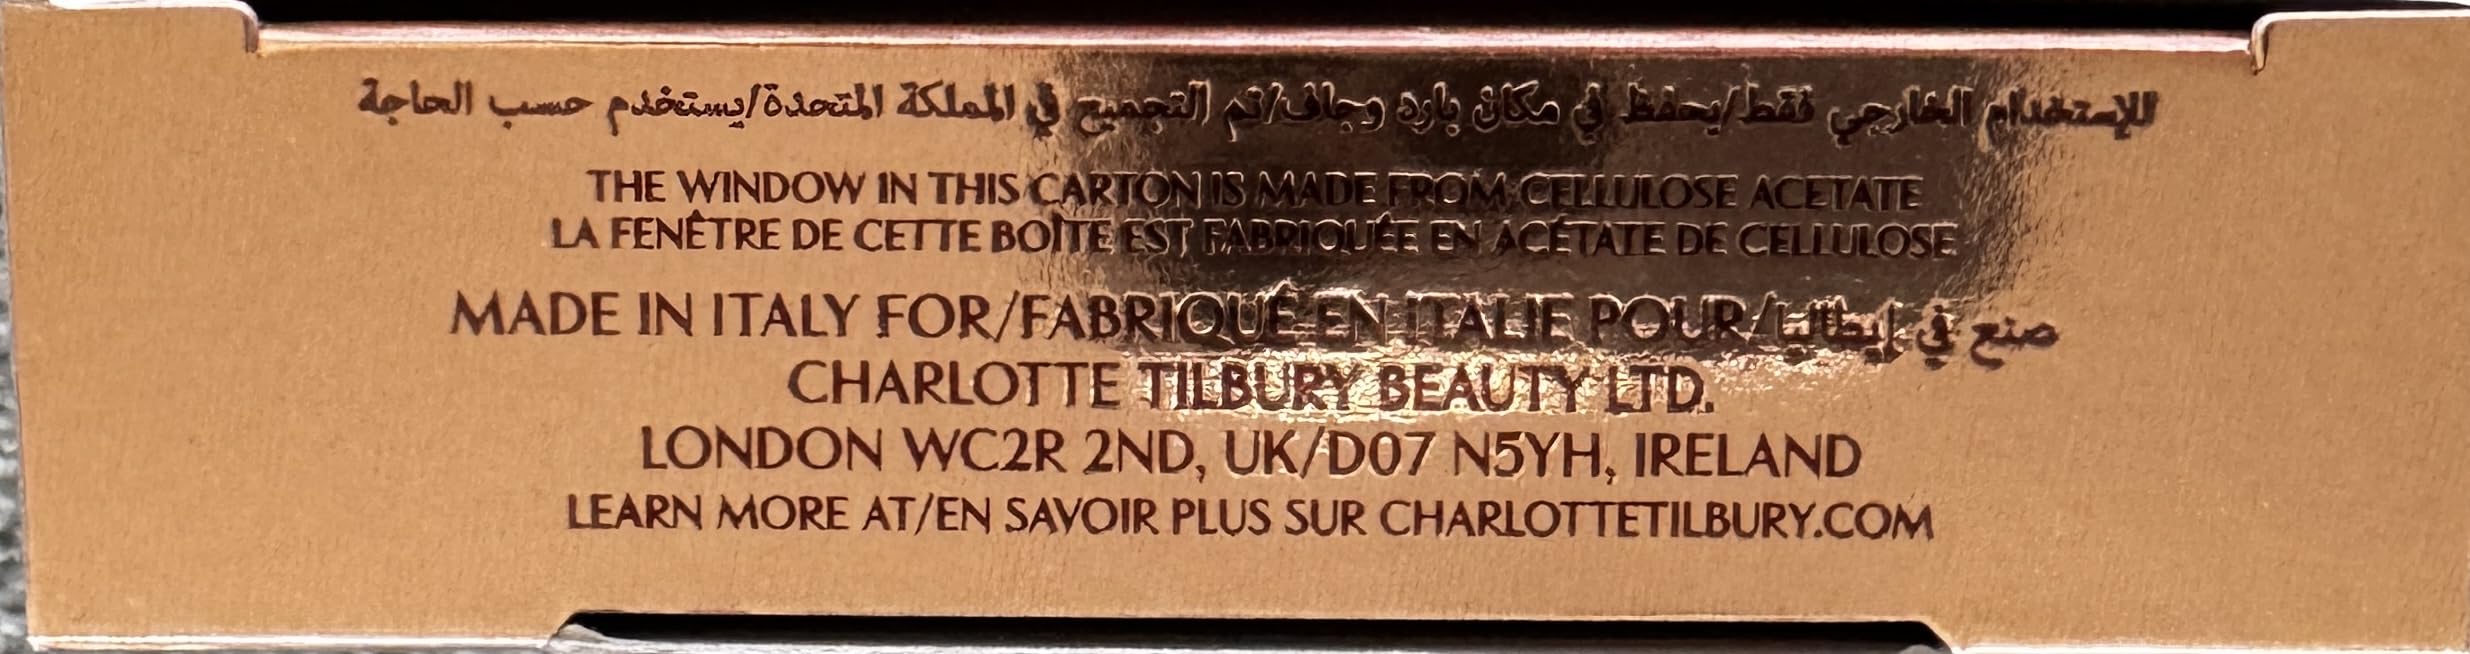 للإستخدام الخارجي فقط/يحفظ في مكان بارد وجاف/تم التجميع في المملكة المتحدة/يستخدم حسب الحاجة
THE WINDOW IN THIS CARTON IS MADE FROM CELLULOSE ACETATE
LA FENÊTRE DE CETTE BOÎTE EST FABRIQUÉE EN ACÉTATE DE CELLULOSE
MADE IN ITALY FOR/FABRIQUÉ EN ITALIE POUR/صنع في إيطاليا
CHARLOTTE TILBURY BEAUTY LTD.
LONDON WC2R 2ND, UK/D07 N5YH, IRELAND
LEARN MORE AT/EN SAVOIR PLUS SUR CHARLOTTETILBURY.COM